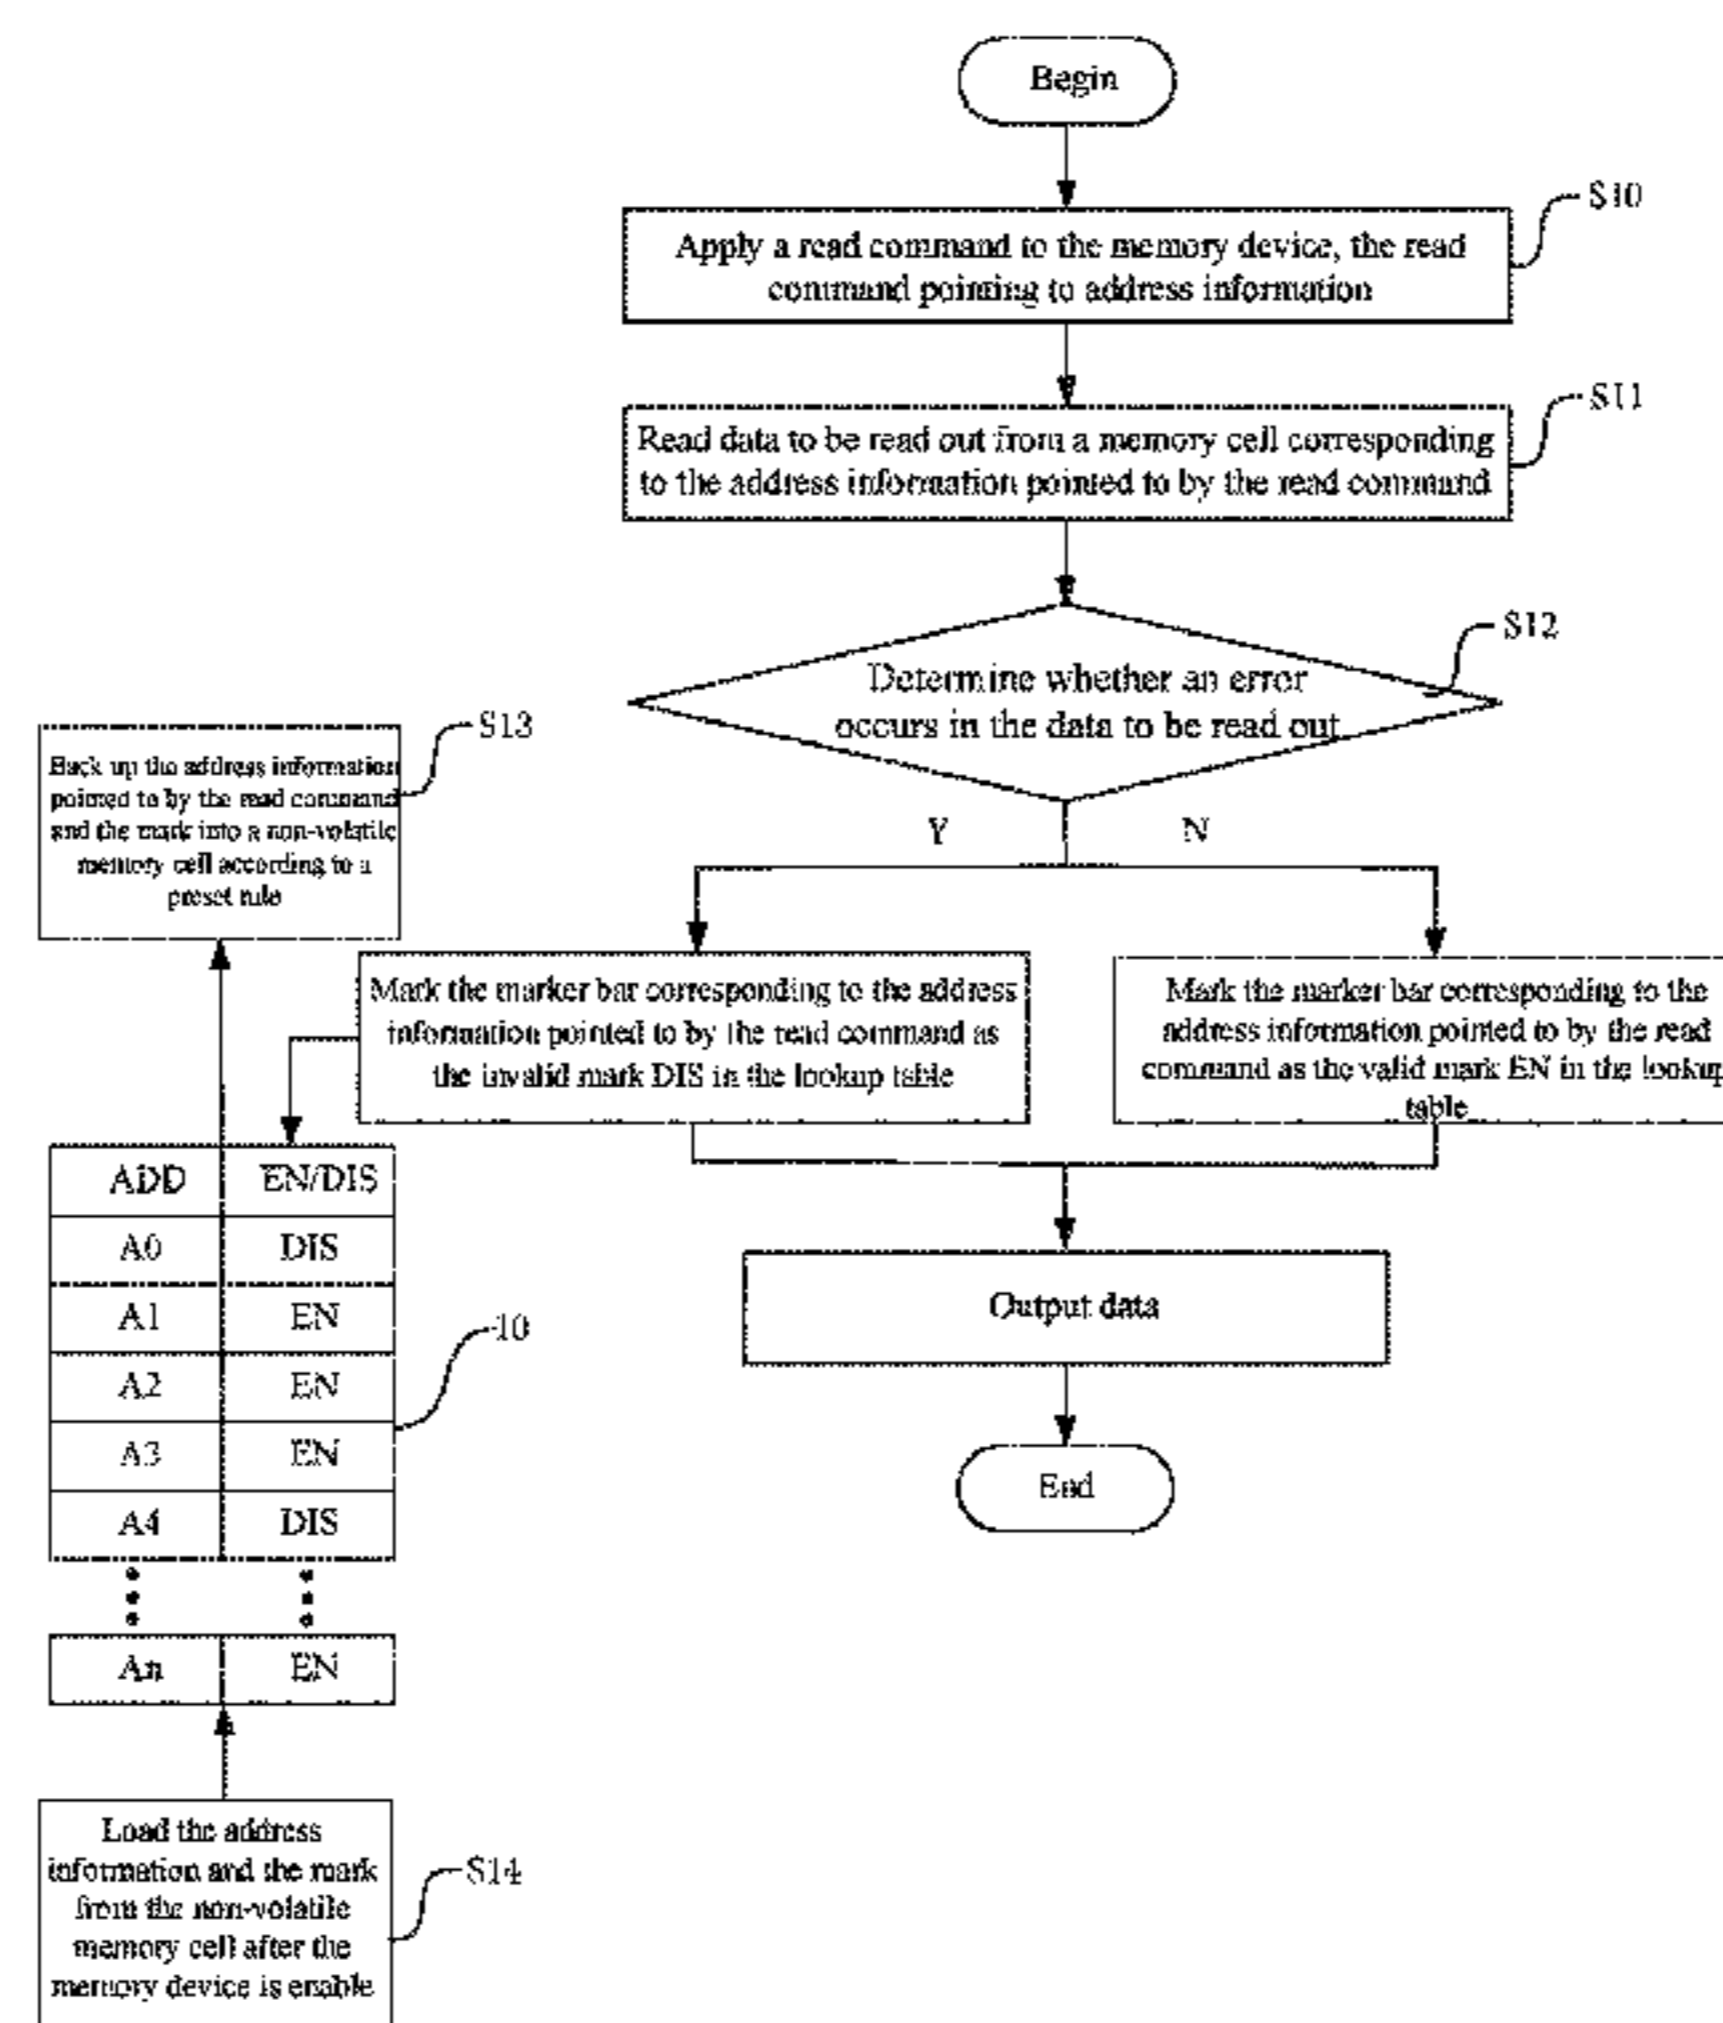 Begin
S10
Apply a read command to the memory device, the read
command pointing to address information
S11
Read data to be read out from a memory cell corresponding
to the address information pointed to by the read command
S12
Determine whether an error
occurs in the data to be read out
Y
N
S13
Back up the address information
pointed to by the read command
and the mark into a non-volatile
memory cell according to a
preset rule
Mark the marker bar corresponding to the address
information pointed to by the read command as
the invalid mark DIS in the lookup table
Mark the marker bar corresponding to the
address information pointed to by the read
command as the valid mark EN in the lookup
table
ADD EN/DIS
A0 DIS
A1 EN
A2 EN
A3 EN
A4 DIS
An EN
10
Output data
End
Load the address
information and the mark
from the non-volatile
memory cell after the
memory device is enable
S14